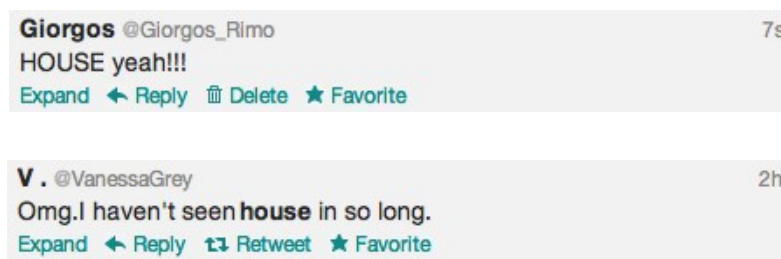 Giorgos @Giorgos_Rimo 7s
HOUSE yeah!!!
Expand Reply Delete Favorite
V . @VanessaGrey 2h
Omg.I haven't seen house in so long.
Expand Reply Retweet Favorite